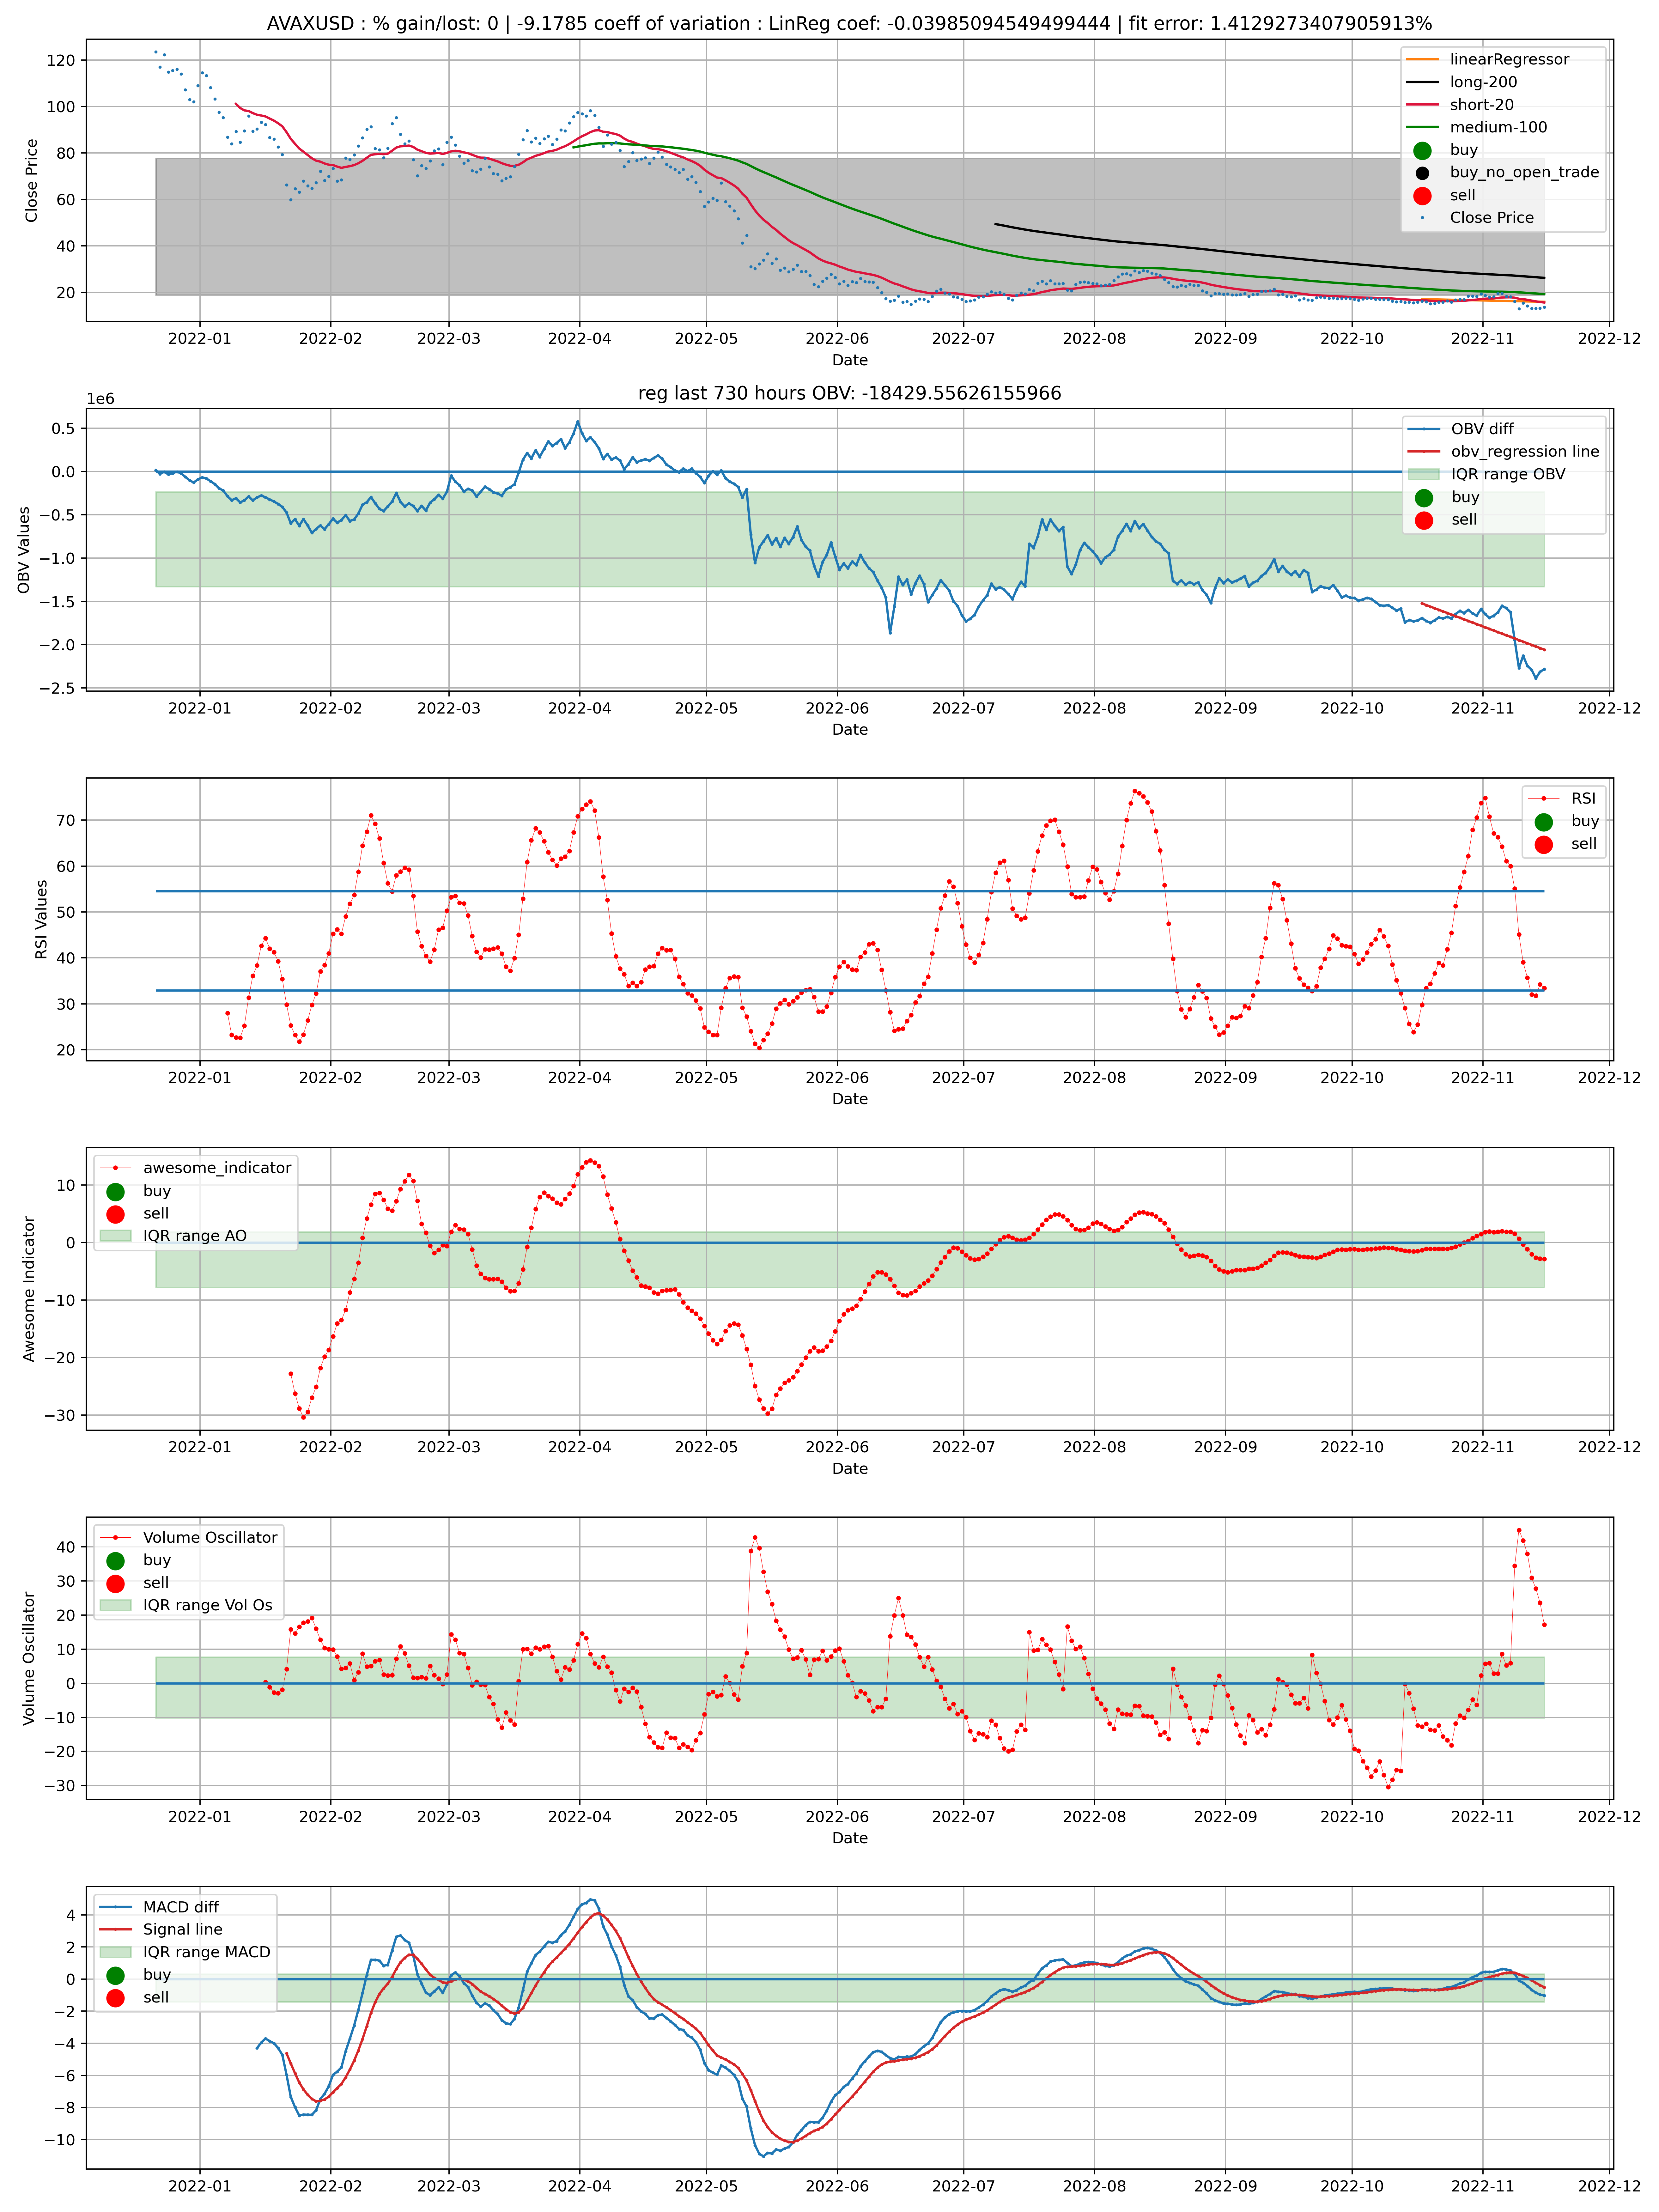 AVAXUSD : % gain/lost: 0 | -9.1785 coeff of variation : LinReg coef: -0.03985094549499444 | fit error: 1.4129273407905913%
120
100
80
60
40
20
Close Price
linearRegressor
long-200
short-20
medium-100
buy
buy_no_open_trade
sell
Close Price
2022-01 2022-02 2022-03 2022-04 2022-05 2022-06 2022-07 2022-08 2022-09 2022-10 2022-11 2022-12
Date
reg last 730 hours OBV: -18429.55626155966
1e6
0.5
0.0
−0.5
−1.0
−1.5
−2.0
−2.5
OBV Values
OBV diff
obv_regression line
IQR range OBV
buy
sell
2022-01 2022-02 2022-03 2022-04 2022-05 2022-06 2022-07 2022-08 2022-09 2022-10 2022-11 2022-12
Date
70
60
50
40
30
20
RSI Values
RSI
buy
sell
2022-01 2022-02 2022-03 2022-04 2022-05 2022-06 2022-07 2022-08 2022-09 2022-10 2022-11 2022-12
Date
10
0
−10
−20
−30
Awesome Indicator
awesome_indicator
buy
sell
IQR range AO
2022-01 2022-02 2022-03 2022-04 2022-05 2022-06 2022-07 2022-08 2022-09 2022-10 2022-11 2022-12
Date
40
30
20
10
0
−10
−20
−30
Volume Oscillator
Volume Oscillator
buy
sell
IQR range Vol Os
2022-01 2022-02 2022-03 2022-04 2022-05 2022-06 2022-07 2022-08 2022-09 2022-10 2022-11 2022-12
Date
4
2
0
−2
−4
−6
−8
−10
MACD diff
Signal line
IQR range MACD
buy
sell
2022-01 2022-02 2022-03 2022-04 2022-05 2022-06 2022-07 2022-08 2022-09 2022-10 2022-11 2022-12